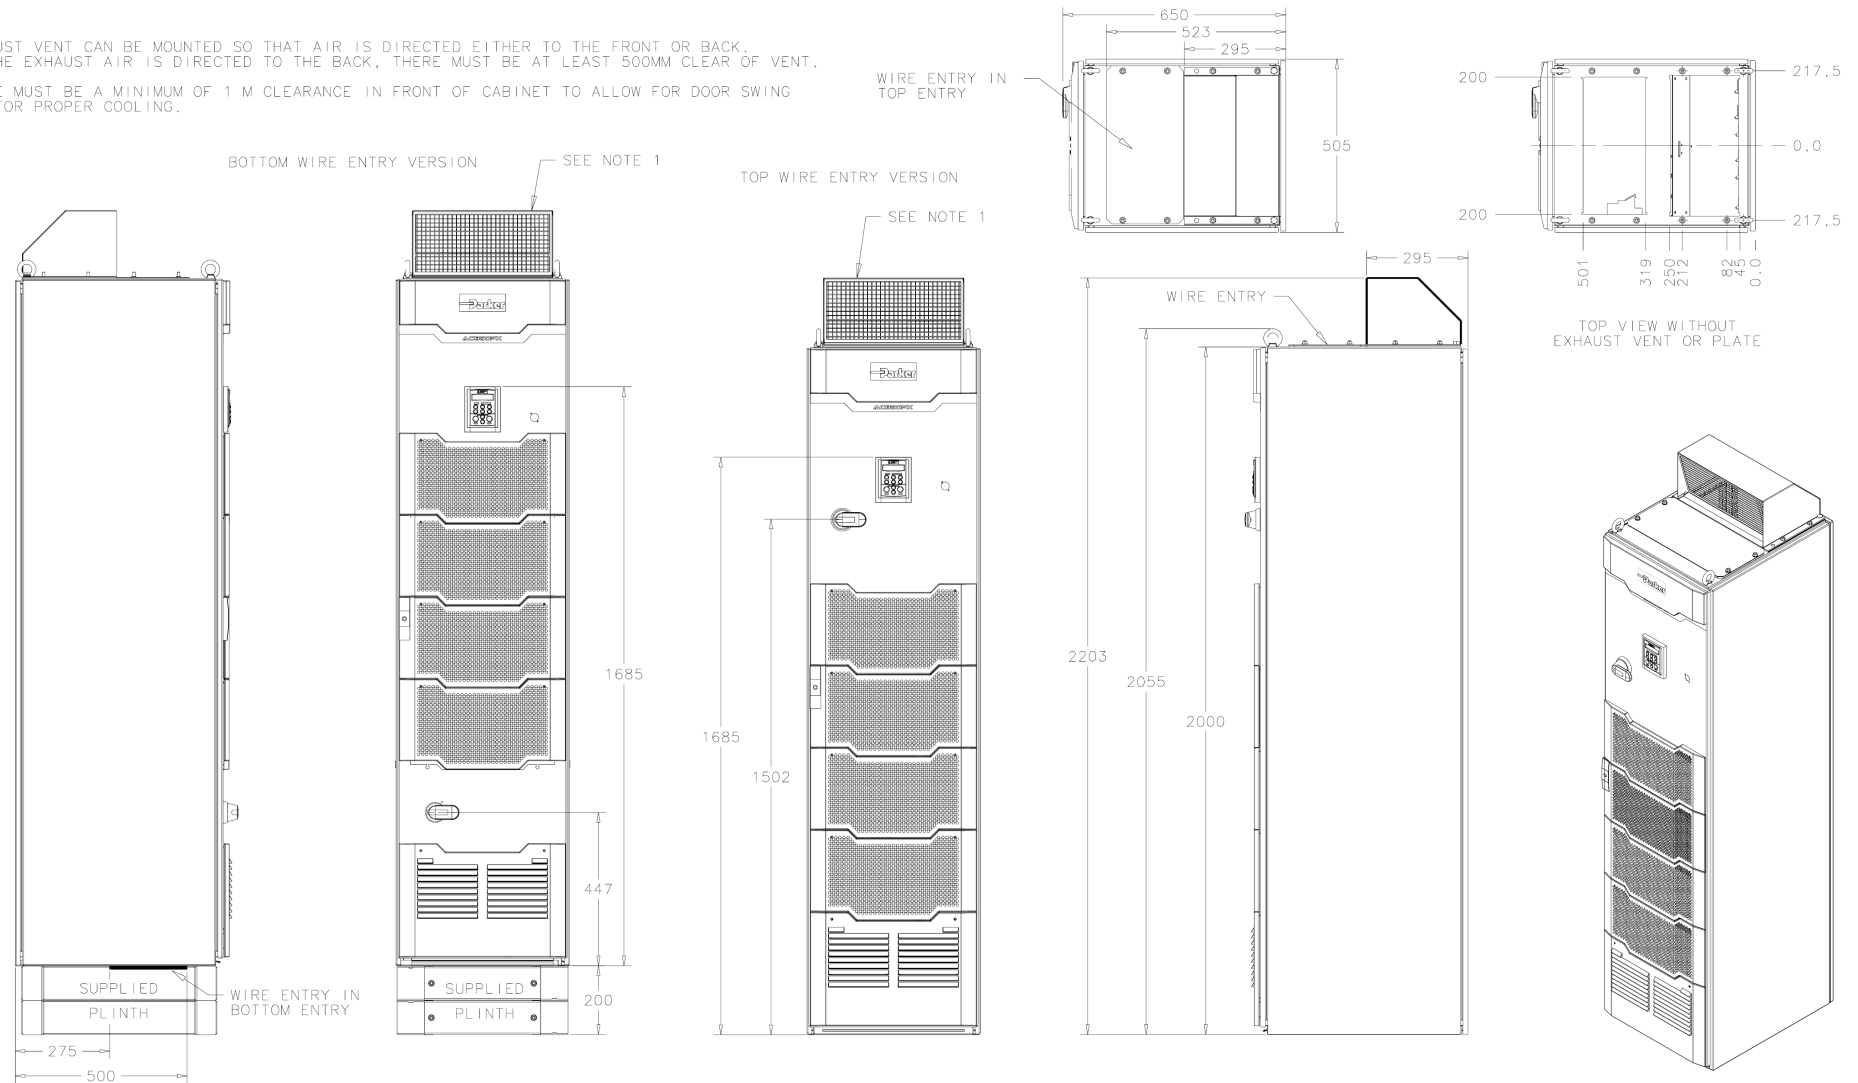 UST VENT CAN BE MOUNTED SO THAT AIR IS DIRECTED EITHER TO THE FRONT OR BACK.
HE EXHAUST AIR IS DIRECTED TO THE BACK, THERE MUST BE AT LEAST 500MM CLEAR OF VENT.
E MUST BE A MINIMUM OF 1 M CLEARANCE IN FRONT OF CABINET TO ALLOW FOR DOOR SWING
FOR PROPER COOLING.
BOTTOM WIRE ENTRY VERSION
SEE NOTE 1
TOP WIRE ENTRY VERSION
SEE NOTE 1
650
523
295
WIRE ENTRY IN
TOP ENTRY
505
200
200
217.5
0.0
217.5
501
319
250
212
82
45
0.0
TOP VIEW WITHOUT
EXHAUST VENT OR PLATE
295
WIRE ENTRY
2203
2055
2000
Parker
AC890PX
1685
447
200
Parker
AC890PX
1685
1502
Parker
SUPPLIED
PLINTH
WIRE ENTRY IN
BOTTOM ENTRY
275
500
SUPPLIED
PLINTH